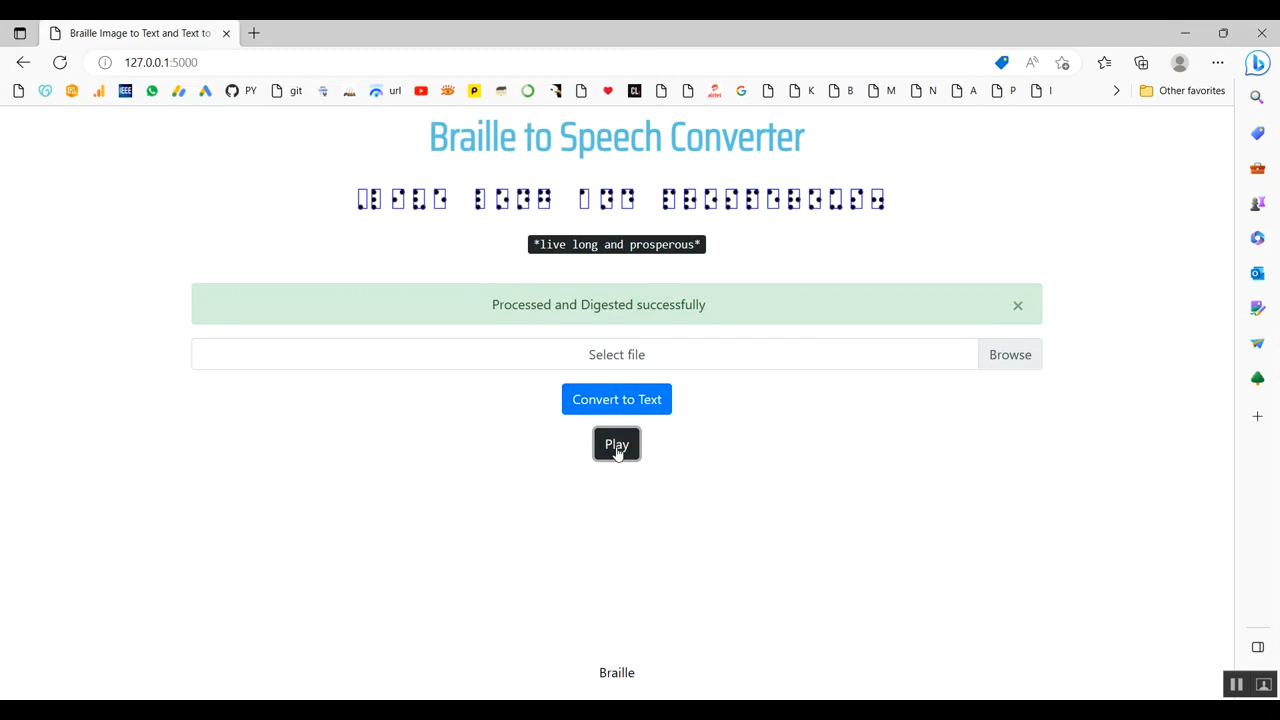 Braille Image to Text and Text to
127.0.0.1:5000
PY git url K B M N A P I Other favorites
Braille to Speech Converter
⠠⠇⠊⠧⠑ ⠇⠕⠝⠛ ⠁⠝⠙ ⠏⠗⠕⠎⠏⠑⠗⠕⠥⠎⠲
*live long and prosperous*
Processed and Digested successfully
Select file Browse
Convert to Text
Play
Braille